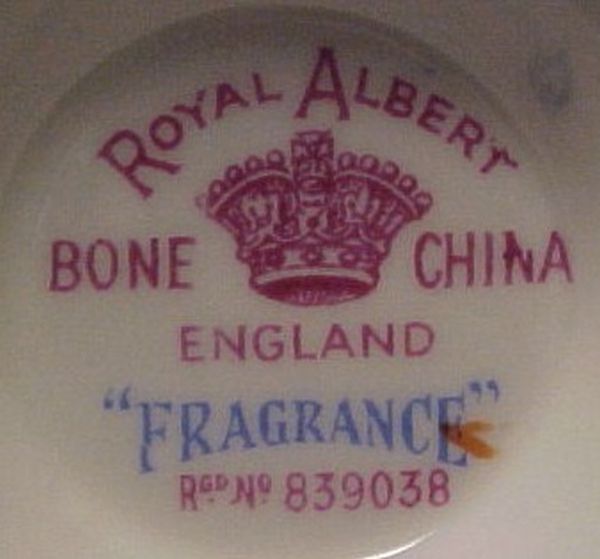 ROYAL ALBERT
BONE CHINA
ENGLAND
"FRAGRANCE"
RGD No 839038